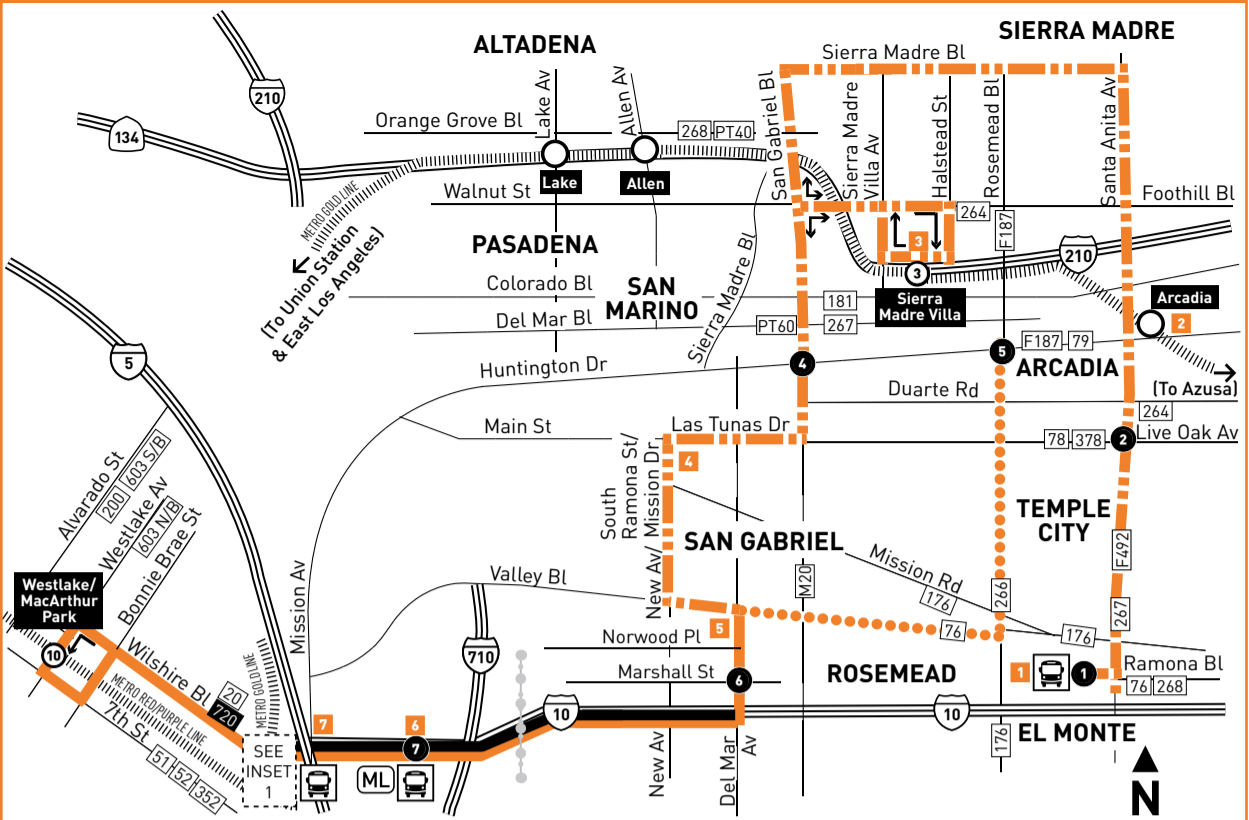 SIERRA MADRE
ALTADENA
Sierra Madre Bl
210
134
Lake Av
Allen Av
Orange Grove Bl
268
PT40
San Gabriel Bl
Sierra Madre
Villa Av
Halstead St
Rosemead Bl
Santa Anita Av
Lake
Allen
Walnut St
Foothill Bl
264
F187
METRO GOLD LINE
(To Union Station
& East Los Angeles)
PASADENA
3
3
210
Sierra
Madre Villa
Colorado Bl
SAN
MARINO
Sierra Madre Bl
181
Arcadia
2
Del Mar Bl
PT60
267
5
Huntington Dr
4
5
F187
79
ARCADIA
(To Azusa)
Duarte Rd
264
Main St
Las Tunas Dr
78
378
2
Live Oak Av
4
Alvarado St
200
603 S/B
Westlake Av
603 N/B
Bonnie Brae St
South
Ramona St/
Mission Dr
New Av/
TEMPLE
CITY
SAN GABRIEL
F492
Mission Rd
176
Westlake/
MacArthur
Park
Valley Bl
M20
266
267
Mission Av
5
76
176
10
Norwood Pl
710
Marshall St
6
ROSEMEAD
1
1
Ramona Bl
76
268
Wilshire Bl
20
720
METRO RED/PURPLE LINE
METRO GOLD LINE
7th St
51
52
352
SEE
INSET
1
7
6
7
ML
10
10
New Av
Del Mar
Av
176
EL MONTE
N